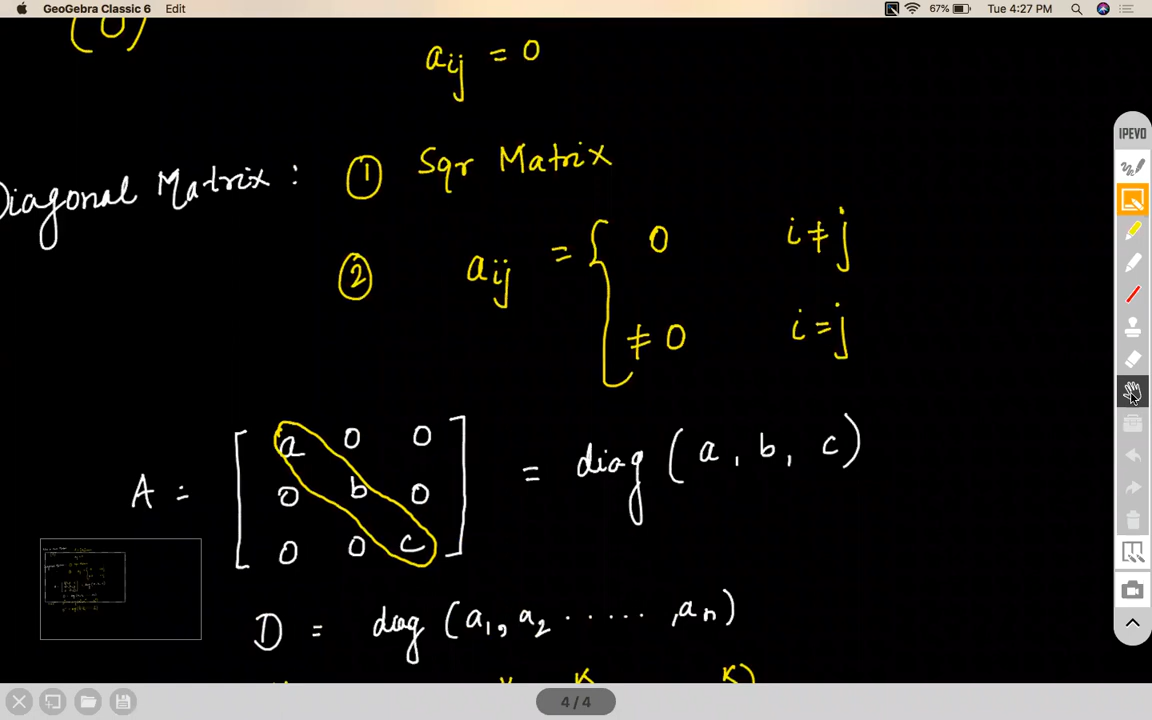 GeoGebra Classic 6 Edit 67% Tue 4:27 PM
(0)
aij = 0
IPEVO
Diagonal Matrix : ① Sqr Matrix
② aij = { 0 i ≠ j
≠ 0 i = j
A = [ a 0 0
0 b 0
0 0 c ] = diag (a, b, c)
D = diag (a1, a2 ......, an)
K K K)
4 / 4